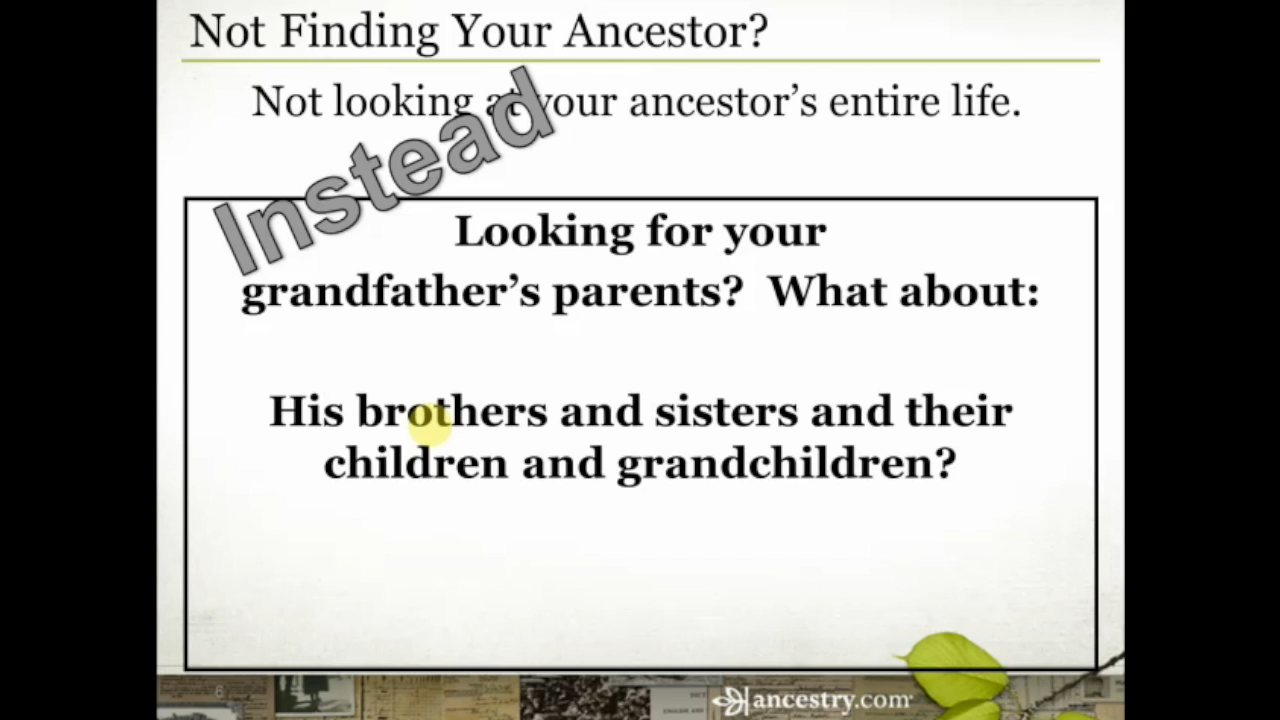 Not Finding Your Ancestor?
Not looking at your ancestor's entire life.
Instead
Looking for your
grandfather's parents?  What about:
His brothers and sisters and their
children and grandchildren?
6
ancestry.com